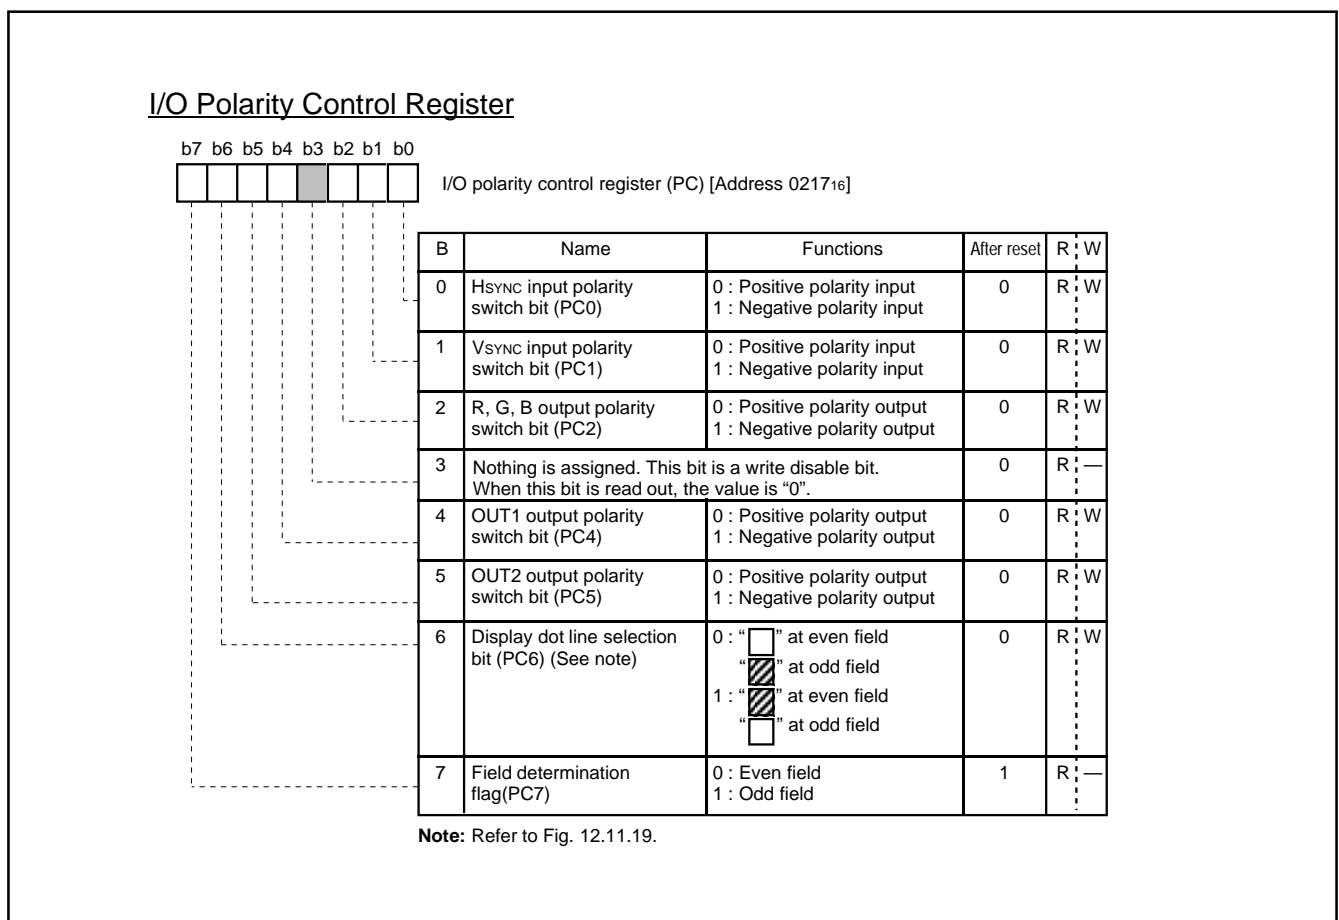 I/O Polarity Control Register
b7 b6 b5 b4 b3 b2 b1 b0
I/O polarity control register (PC) [Address 021716]
B Name Functions After reset R W
0 HSYNC input polarity 0 : Positive polarity input 0 R W
switch bit (PC0) 1 : Negative polarity input
1 VSYNC input polarity 0 : Positive polarity input 0 R W
switch bit (PC1) 1 : Negative polarity input
2 R, G, B output polarity 0 : Positive polarity output 0 R W
switch bit (PC2) 1 : Negative polarity output
3 Nothing is assigned. This bit is a write disable bit. 0 R —
When this bit is read out, the value is “0”.
4 OUT1 output polarity 0 : Positive polarity output 0 R W
switch bit (PC4) 1 : Negative polarity output
5 OUT2 output polarity 0 : Positive polarity output 0 R W
switch bit (PC5) 1 : Negative polarity output
6 Display dot line selection 0 : “ ” at even field 0 R W
bit (PC6) (See note) “ ” at odd field
1 : “ ” at even field
“ ” at odd field
7 Field determination 0 : Even field 1 R —
flag(PC7) 1 : Odd field
Note: Refer to Fig. 12.11.19.